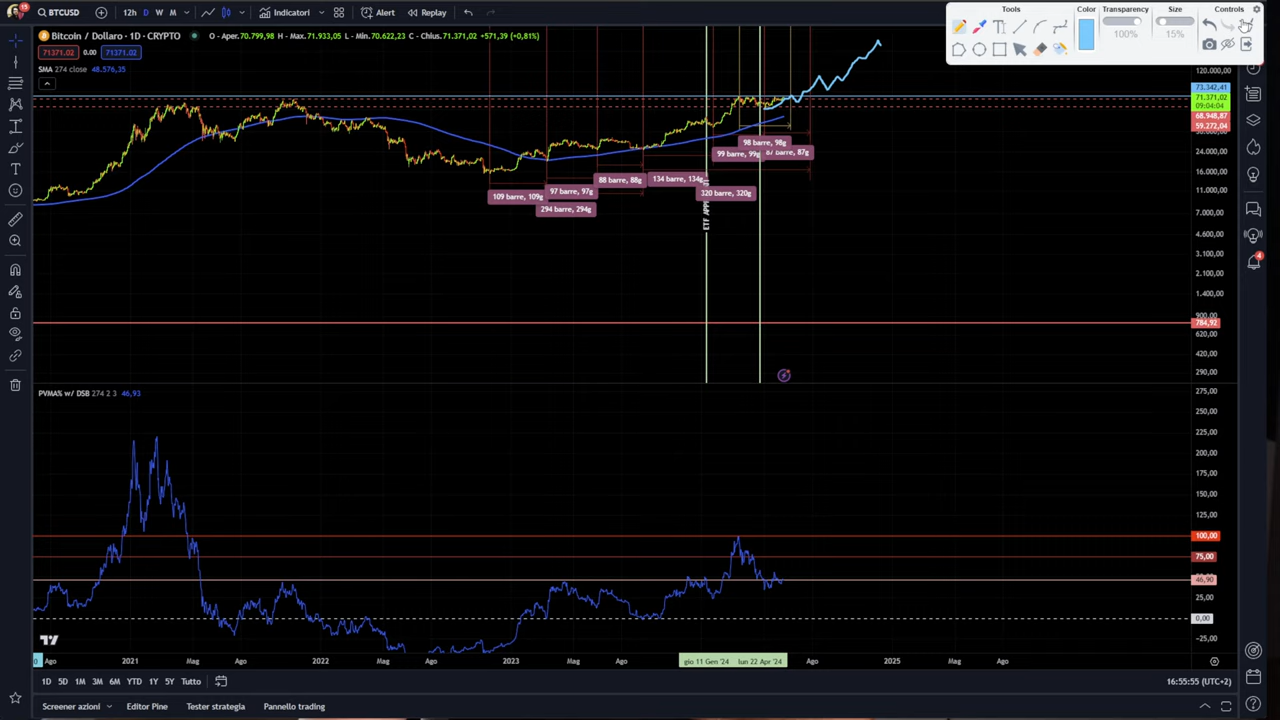 15
BTCUSD
12h D W M
Indicatori
Alert
Replay
Tools
Color
Transparency
Size
Controls
100%
15%
Bitcoin / Dollaro · 1D · CRYPTO
O - Aper.70.799,98 H - Max.71.933,05 L - Min.70.622,23 C - Chius.71.371,02 +571,39 (+0,81%)
71371,02 0.00 71371,02
SMA 274 close 48.576,35
120.000,00
73.342,41
71.371,02
09:04:04
68.948,87
59.272,04
24.000,00
16.000,00
11.000,00
7.000,00
4.600,00
3.100,00
2.100,00
1.400,00
900,00
784,92
620,00
420,00
290,00
98 barre, 98g
99 barre, 99g
87 barre, 87g
88 barre, 88g
134 barre, 134g
97 barre, 97g
109 barre, 109g
320 barre, 320g
294 barre, 294g
4
PVMA% w/ DSB 274 2 3 46,93
275,00
250,00
225,00
200,00
175,00
150,00
125,00
100,00
75,00
46,90
25,00
0,00
−25,00
Ago 2021 Mag Ago 2022 Mag Ago 2023 Mag Ago gio 11 Gen '24 lun 22 Apr '24 Ago 2025 Mag Ago
1D 5D 1M 3M 6M YTD 1Y 5Y Tutto
16:55:55 (UTC+2)
Screener azioni
Editor Pine
Tester strategia
Pannello trading